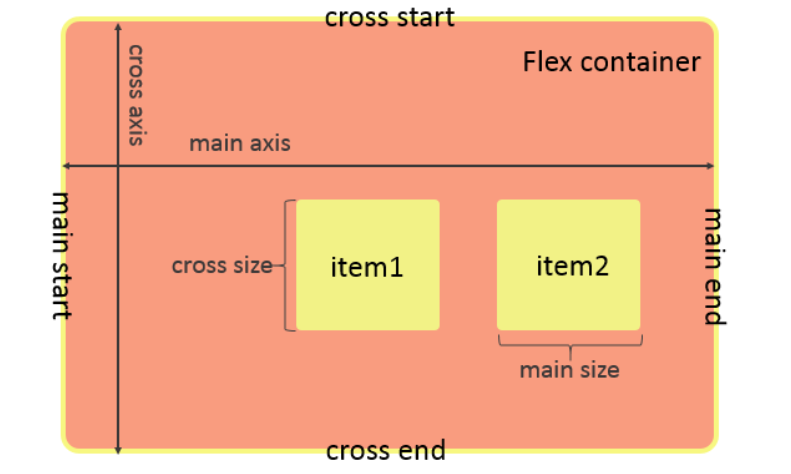 cross start
Flex container
cross axis
main axis
main start
main end
cross size
item1
item2
main size
cross end